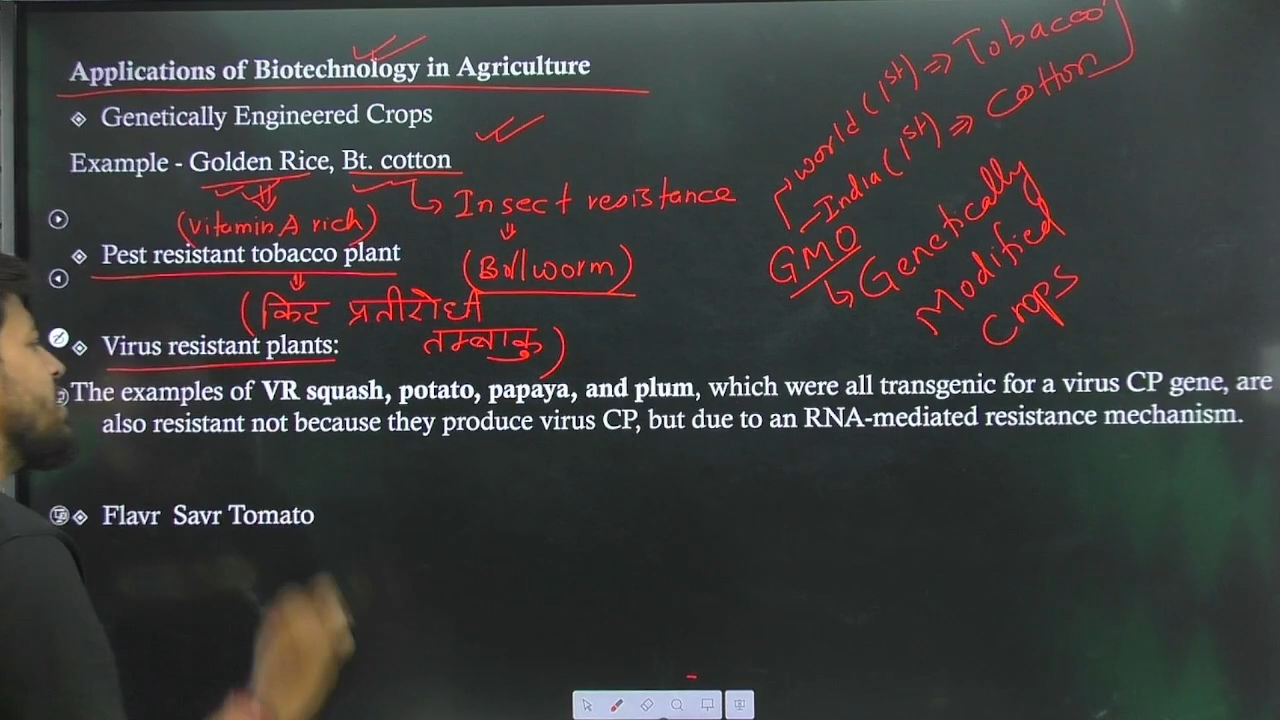 Applications of Biotechnology in Agriculture
Genetically Engineered Crops
Example - Golden Rice, Bt. cotton
(Vitamin A rich)
Insect resistance
(Bollworm)
Pest resistant tobacco plant
(किट प्रतीरोधी
तम्बाकु)
Virus resistant plants:
The examples of VR squash, potato, papaya, and plum, which were all transgenic for a virus CP gene, are
also resistant not because they produce virus CP, but due to an RNA-mediated resistance mechanism.
Flavr Savr Tomato
world (1st) => Tobacco
India (1st) => Cotton
GMO
Genetically
Modified
Crops